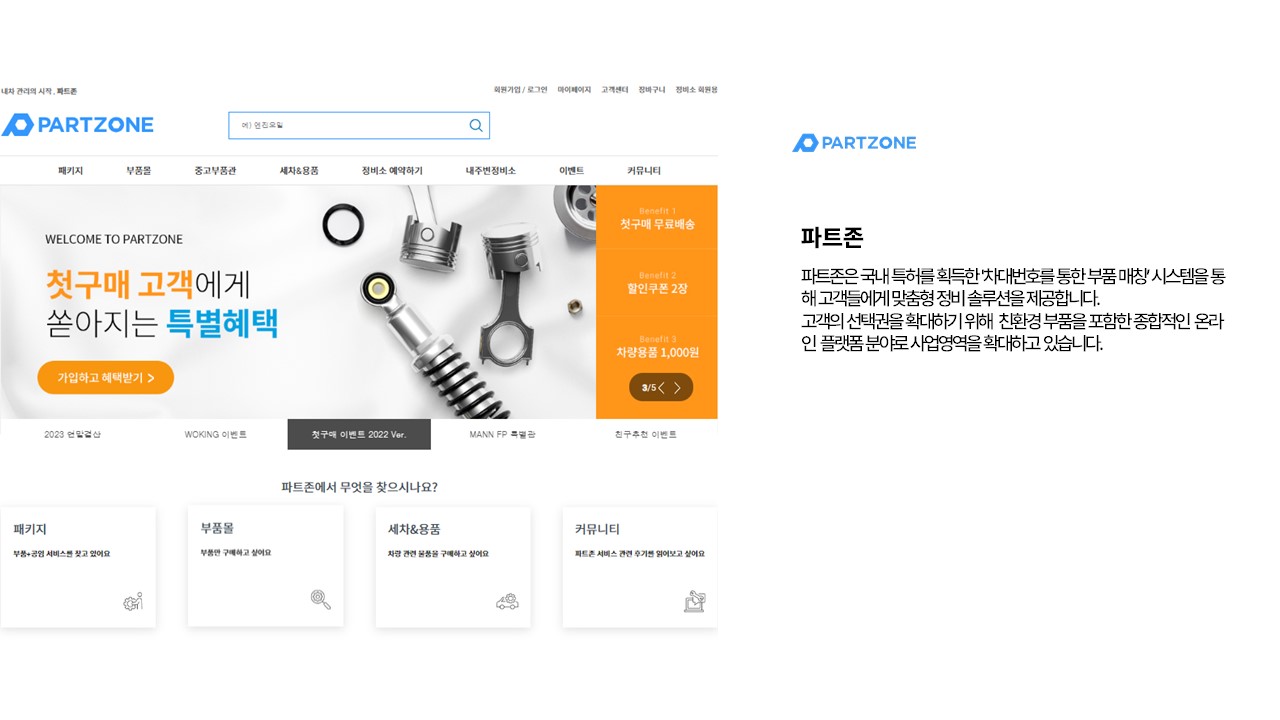 내차 관리의 시작, 파트존
회원가입 / 로그인 마이페이지 고객센터 장바구니 정비소 회원용
PARTZONE
예) 엔진오일
패키지 부품몰 중고부품관 세차&용품 정비소 예약하기 내주변정비소 이벤트 커뮤니티
WELCOME TO PARTZONE
첫구매 고객에게
쏟아지는 특별혜택
가입하고 혜택받기 >
Benefit 1
첫구매 무료배송
Benefit 2
할인쿠폰 2장
Benefit 3
차량용품 1,000원
3/5
2023 연말결산 WOKING 이벤트 첫구매 이벤트 2022 Ver. MANN FP 특별관 친구추천 이벤트
파트존에서 무엇을 찾으시나요?
패키지
부품+공임 서비스를 찾고 있어요
부품몰
부품만 구매하고 싶어요
세차&용품
차량 관련 물품을 구매하고 싶어요
커뮤니티
파트존 서비스 관련 후기를 읽어보고 싶어요
PARTZONE
파트존
파트존은 국내 특허를 획득한 '차대번호를 통한 부품 매칭' 시스템을 통
해 고객들에게 맞춤형 정비 솔루션을 제공합니다.
고객의 선택권을 확대하기 위해 친환경 부품을 포함한 종합적인 온라
인 플랫폼 분야로 사업영역을 확대하고 있습니다.